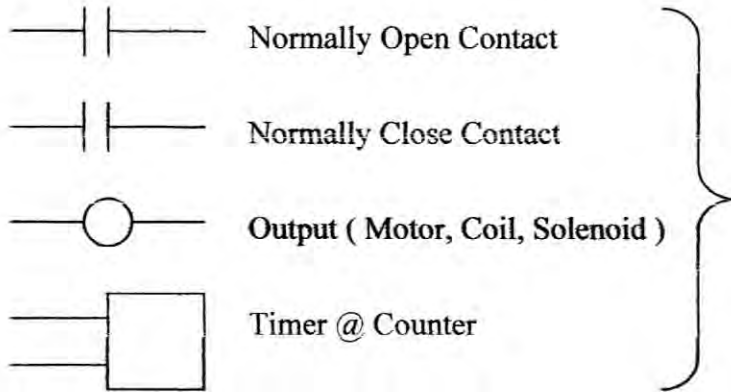 Normally Open Contact
Normally Close Contact
Output ( Motor, Coil, Solenoid )
Timer @ Counter